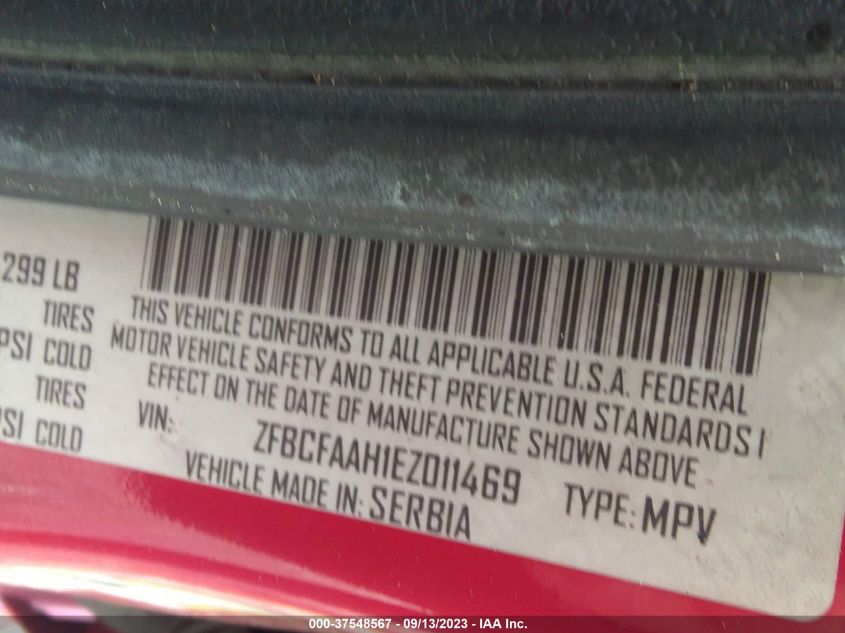 299 LB
TIRES
PSI COLD
TIRES
PSI COLD
THIS VEHICLE CONFORMS TO ALL APPLICABLE U.S.A. FEDERAL
MOTOR VEHICLE SAFETY AND THEFT PREVENTION STANDARDS I
EFFECT ON THE DATE OF MANUFACTURE SHOWN ABOVE
VIN: ZFBCFAAH1EZ011469 TYPE: MPV
VEHICLE MADE IN: SERBIA
000-37548567 - 09/13/2023 - IAA Inc.